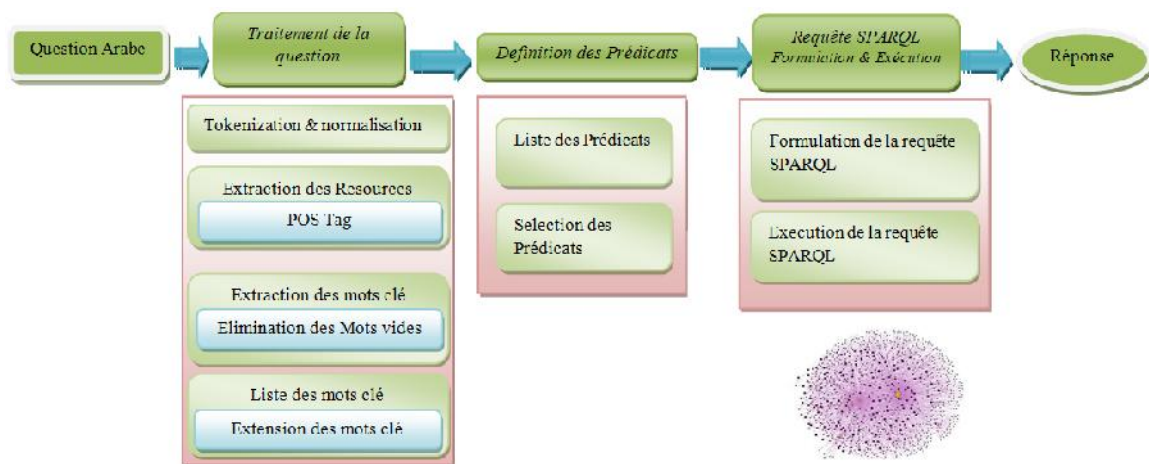 Question Arabe
Traitement de la
question
Definition des Prédicats
Requête SPARQL
Formulation & Exécution
Réponse
Tokenization & normalisation
Extraction des Resources
POS Tag
Extraction des mots clé
Elimination des Mots vides
Liste des mots clé
Extension des mots clé
Liste des Prédicats
Selection des
Prédicats
Formulation de la requête
SPARQL
Execution de la requête
SPARQL